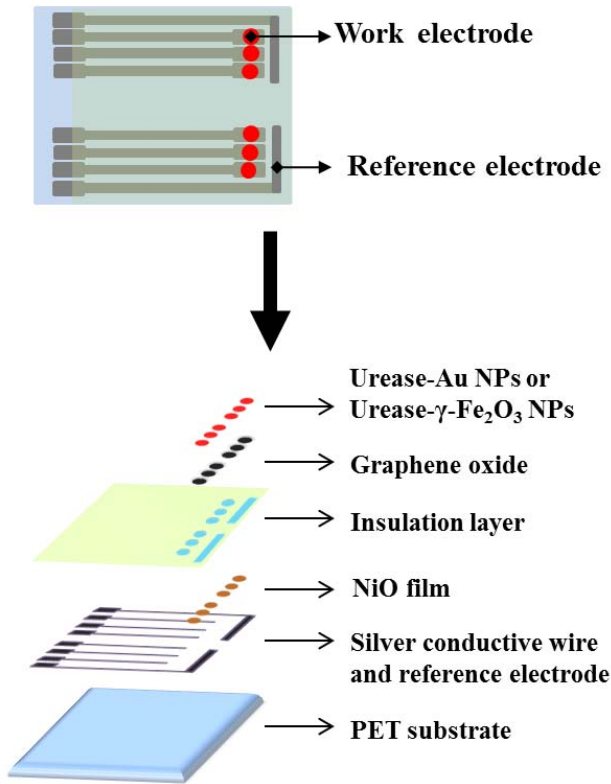 Work electrode
Reference electrode
Urease-Au NPs or
Urease-γ-Fe₂O₃ NPs
Graphene oxide
Insulation layer
NiO film
Silver conductive wire
and reference electrode
PET substrate